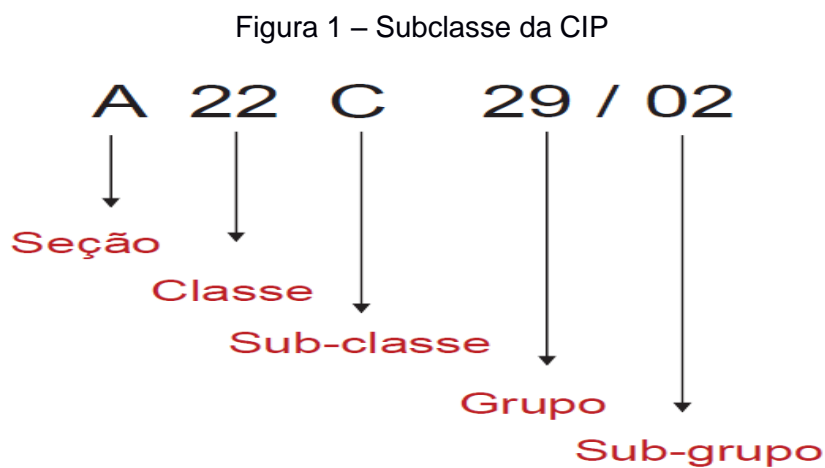 Figura 1 – Subclasse da CIP
A 22 C 29 / 02
Seção
Classe
Sub-classe
Grupo
Sub-grupo